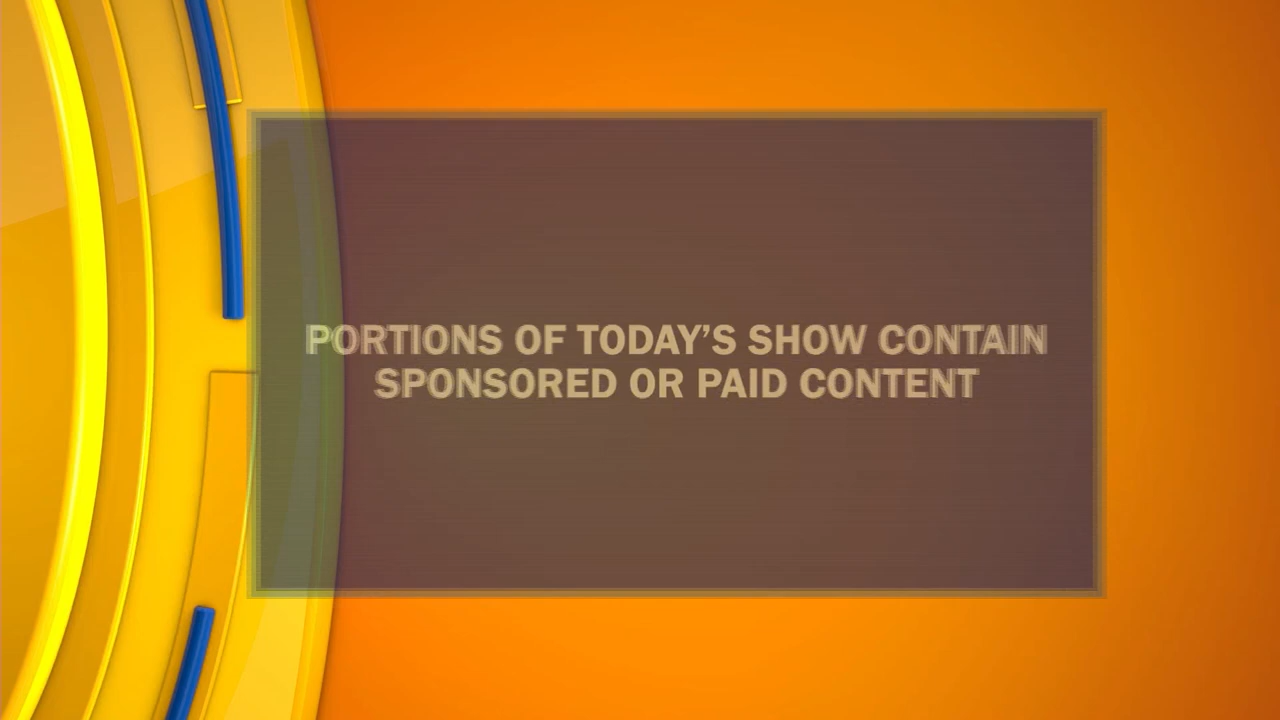 PORTIONS OF TODAY’S SHOW CONTAIN
SPONSORED OR PAID CONTENT